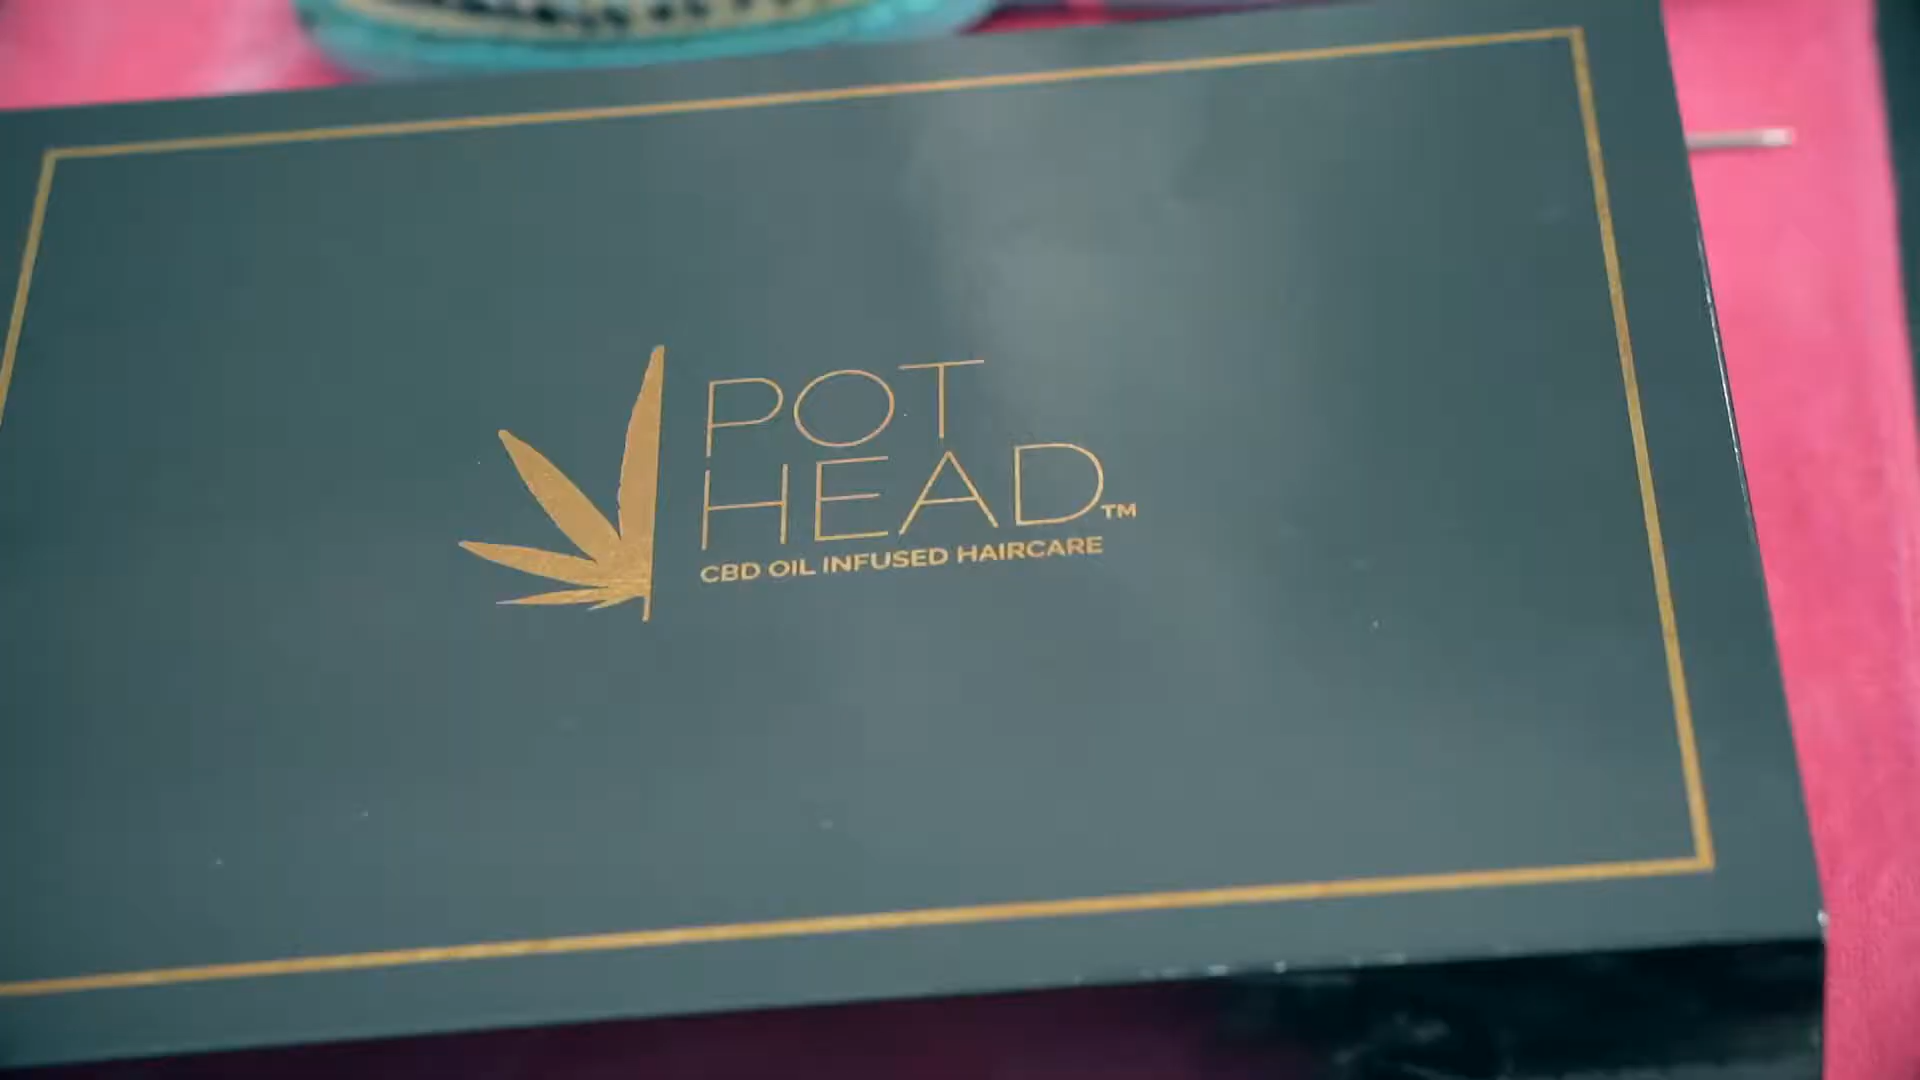 POT
HEAD™
CBD OIL INFUSED HAIRCARE